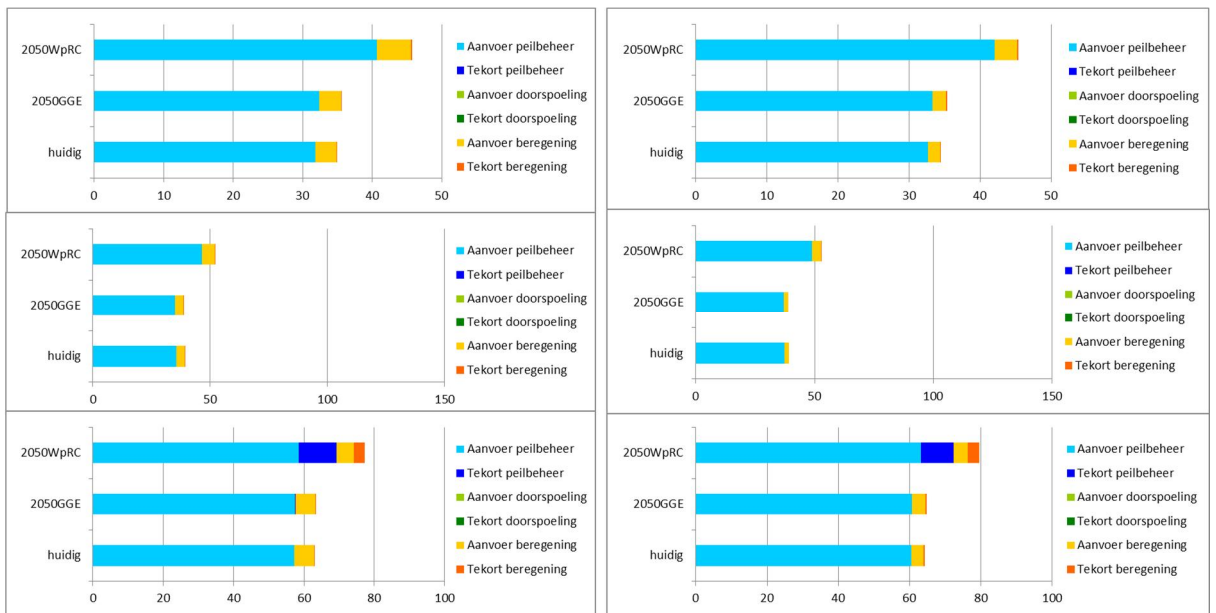 2050WpRC
2050GGE
huidig
0 10 20 30 40 50
Aanvoer peilbeheer
Tekort peilbeheer
Aanvoer doorspoeling
Tekort doorspoeling
Aanvoer beregening
Tekort beregening
2050WpRC
2050GGE
huidig
0 10 20 30 40 50
Aanvoer peilbeheer
Tekort peilbeheer
Aanvoer doorspoeling
Tekort doorspoeling
Aanvoer beregening
Tekort beregening
2050WpRC
2050GGE
huidig
0 50 100 150
Aanvoer peilbeheer
Tekort peilbeheer
Aanvoer doorspoeling
Tekort doorspoeling
Aanvoer beregening
Tekort beregening
2050WpRC
2050GGE
huidig
0 50 100 150
Aanvoer peilbeheer
Tekort peilbeheer
Aanvoer doorspoeling
Tekort doorspoeling
Aanvoer beregening
Tekort beregening
2050WpRC
2050GGE
huidig
0 20 40 60 80 100
Aanvoer peilbeheer
Tekort peilbeheer
Aanvoer doorspoeling
Tekort doorspoeling
Aanvoer beregening
Tekort beregening
2050WpRC
2050GGE
huidig
0 20 40 60 80 100
Aanvoer peilbeheer
Tekort peilbeheer
Aanvoer doorspoeling
Tekort doorspoeling
Aanvoer beregening
Tekort beregening